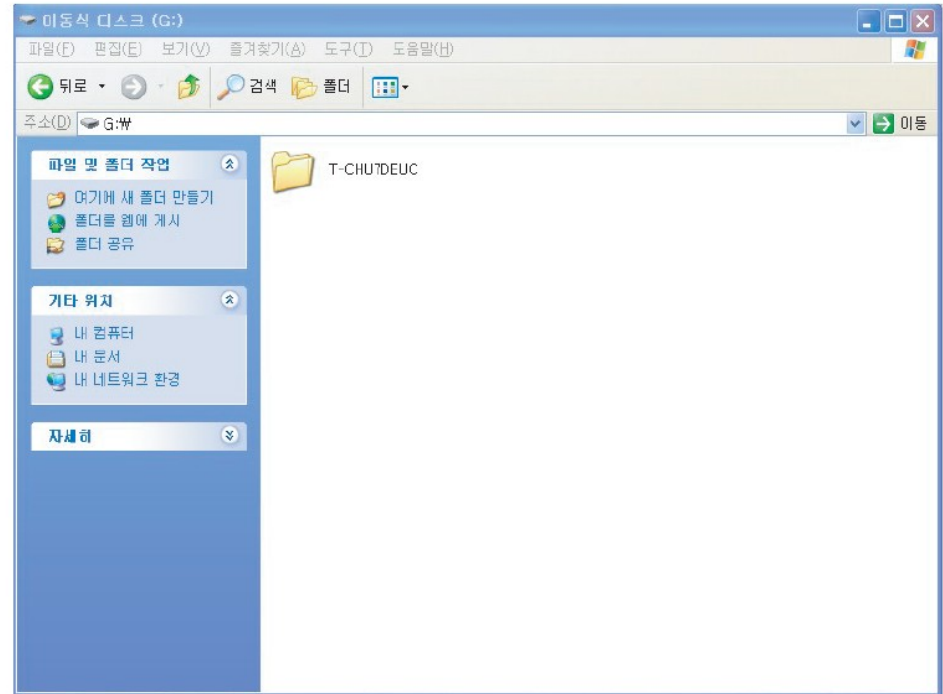 이동식 디스크 (G:)
파일(F) 편집(E) 보기(V) 즐겨찾기(A) 도구(T) 도움말(H)
뒤로 검색 폴더
주소(D) G:₩ 이동
파일 및 폴더 작업
여기에 새 폴더 만들기
폴더를 웹에 게시
폴더 공유
기타 위치
내 컴퓨터
내 문서
내 네트워크 환경
자세히
T-CHU7DEUC